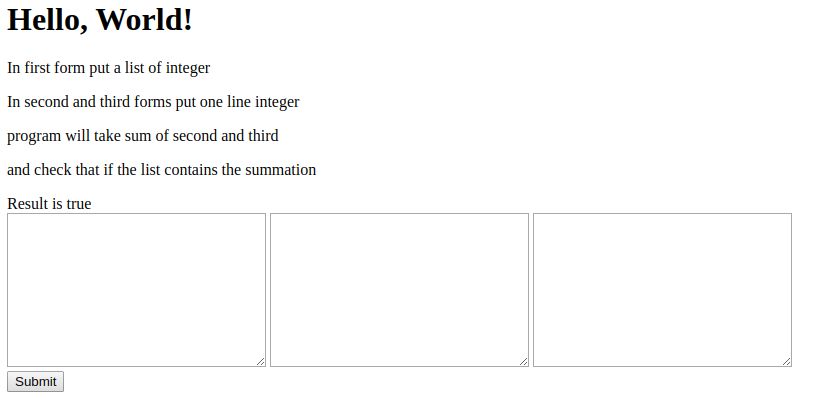 Hello, World!
In first form put a list of integer
In second and third forms put one line integer
program will take sum of second and third
and check that if the list contains the summation
Result is true
Submit